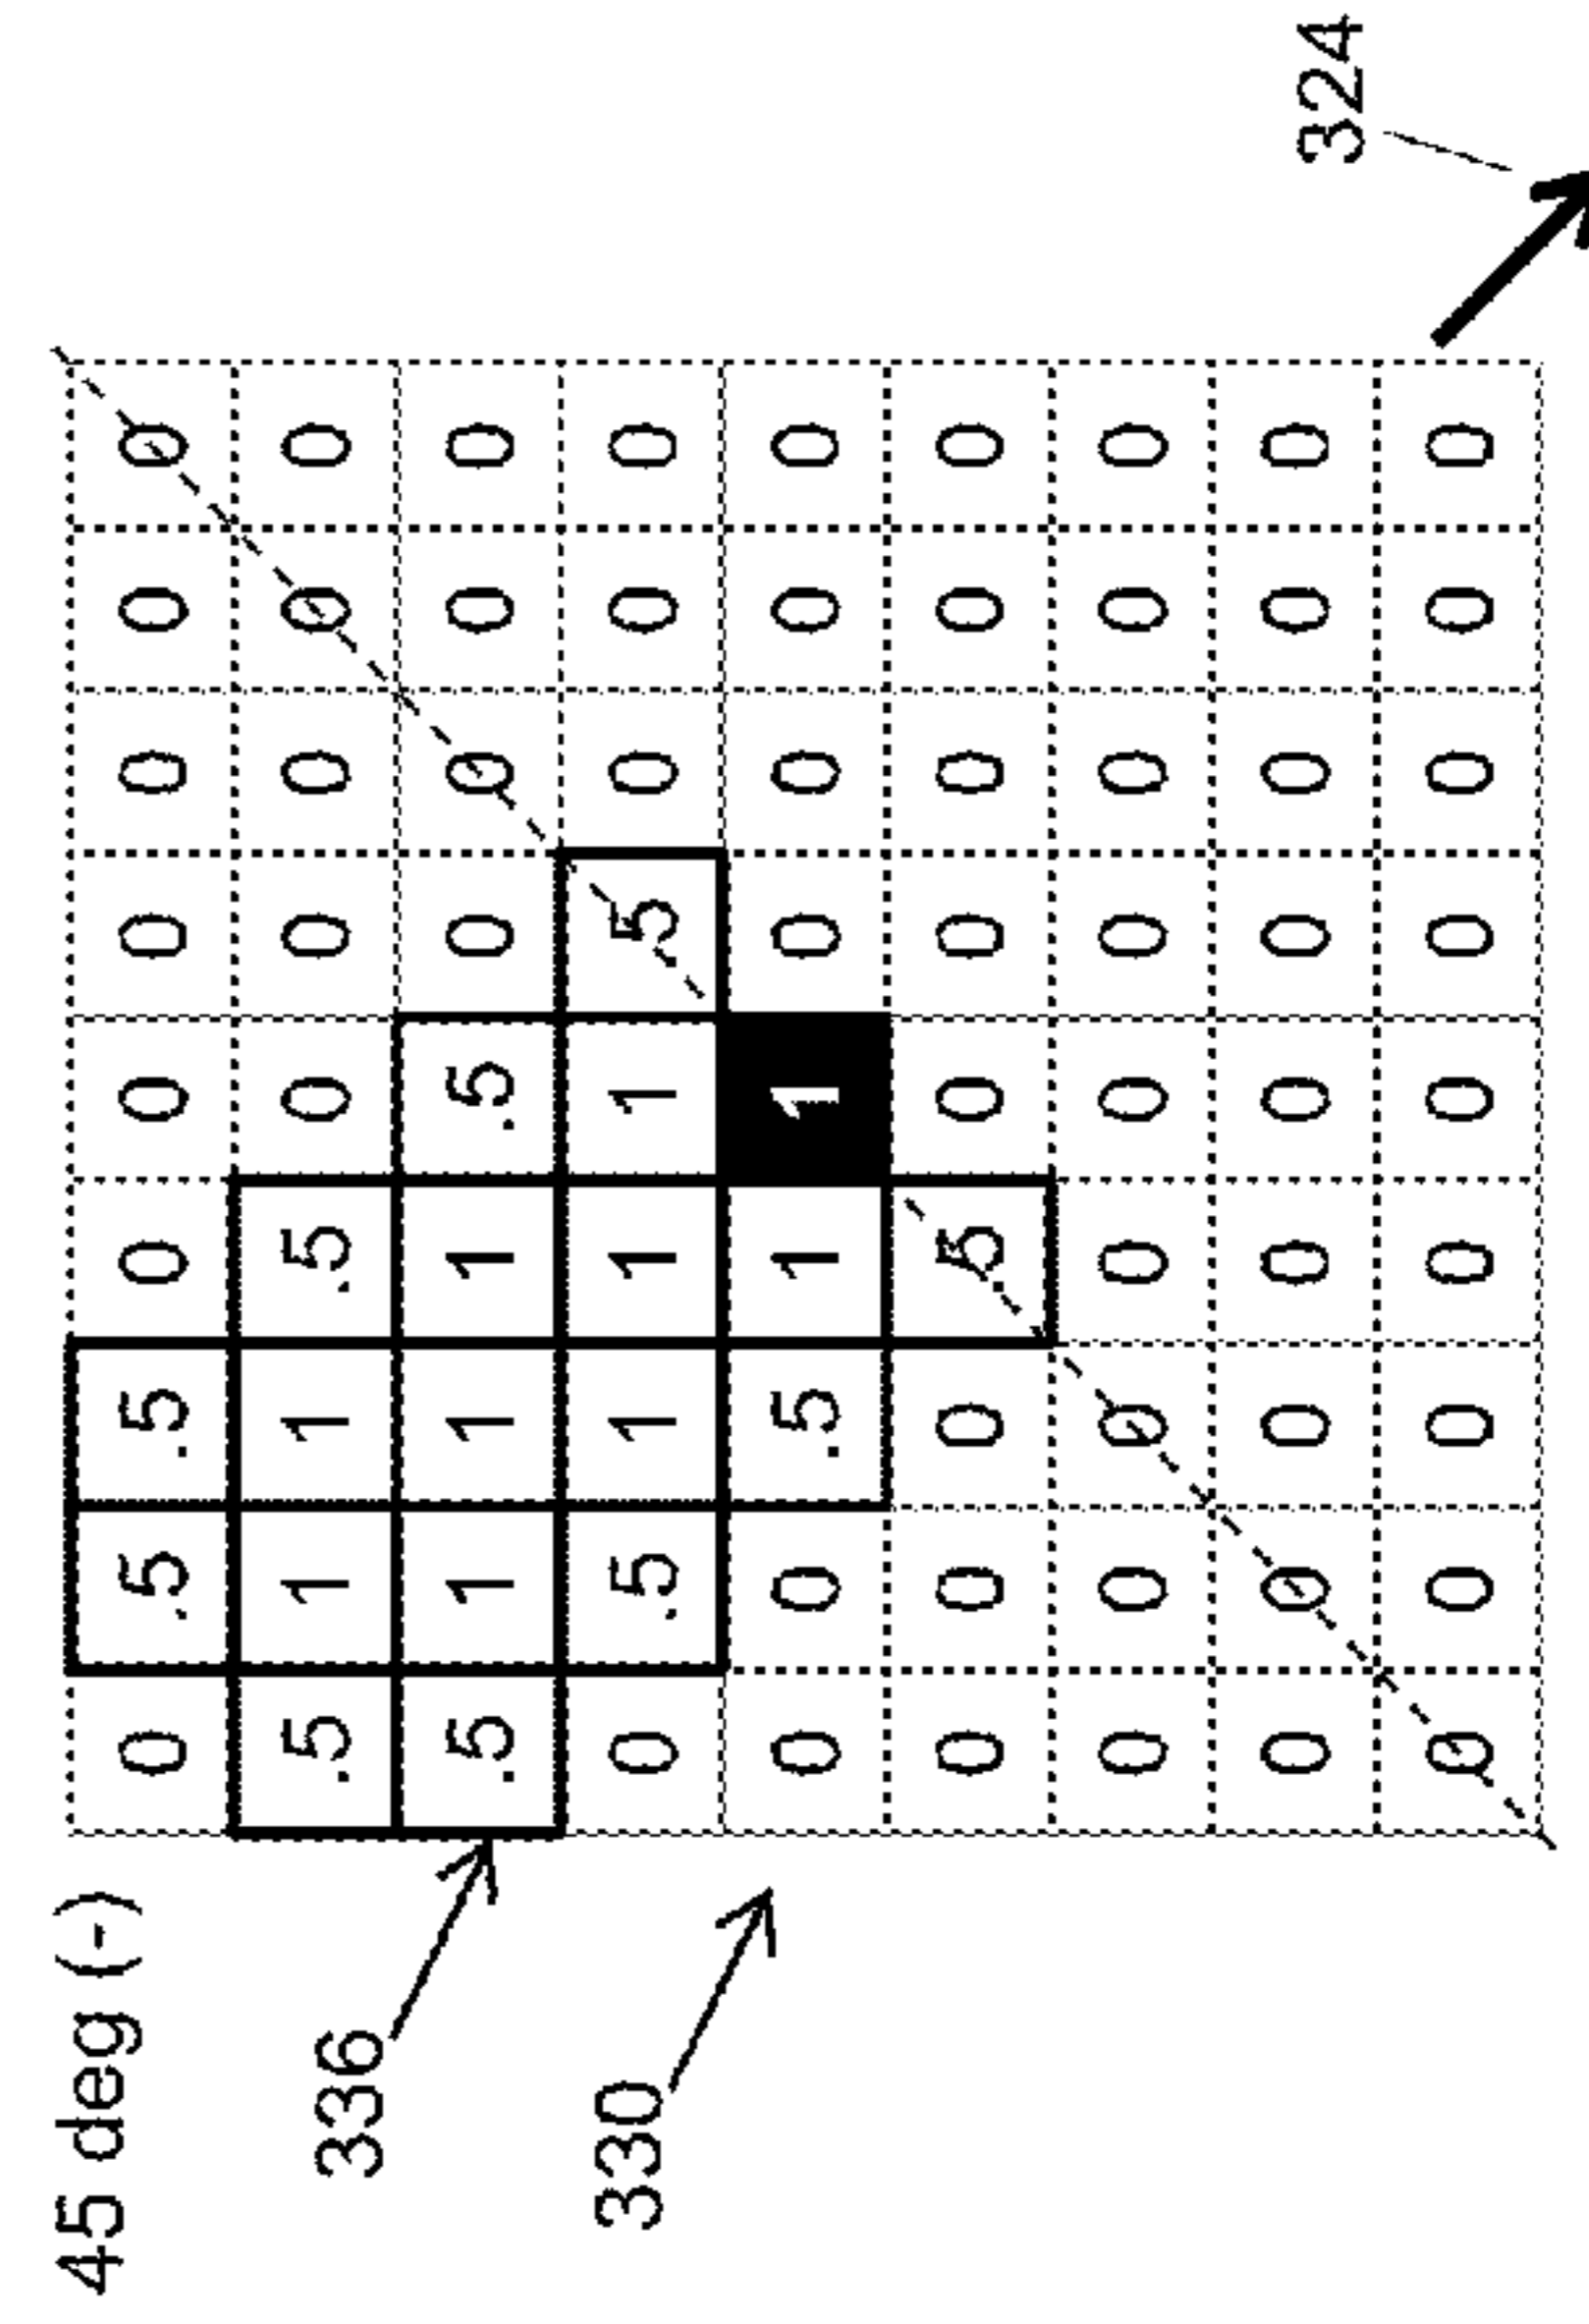 45 deg (-)
0 .5 .5 0 0 0 0 0 0
336
.5 1 1 .5 0 0 0 0 0
.5 1 1 1 .5 0 0 0 0
330
0 .5 1 1 1 .5 0 0 0
0 0 .5 1 1 0 0 0 0
0 0 0 .5 0 0 0 0 0
0 0 0 0 0 0 0 0 0
0 0 0 0 0 0 0 0 0
324
0 0 0 0 0 0 0 0 0